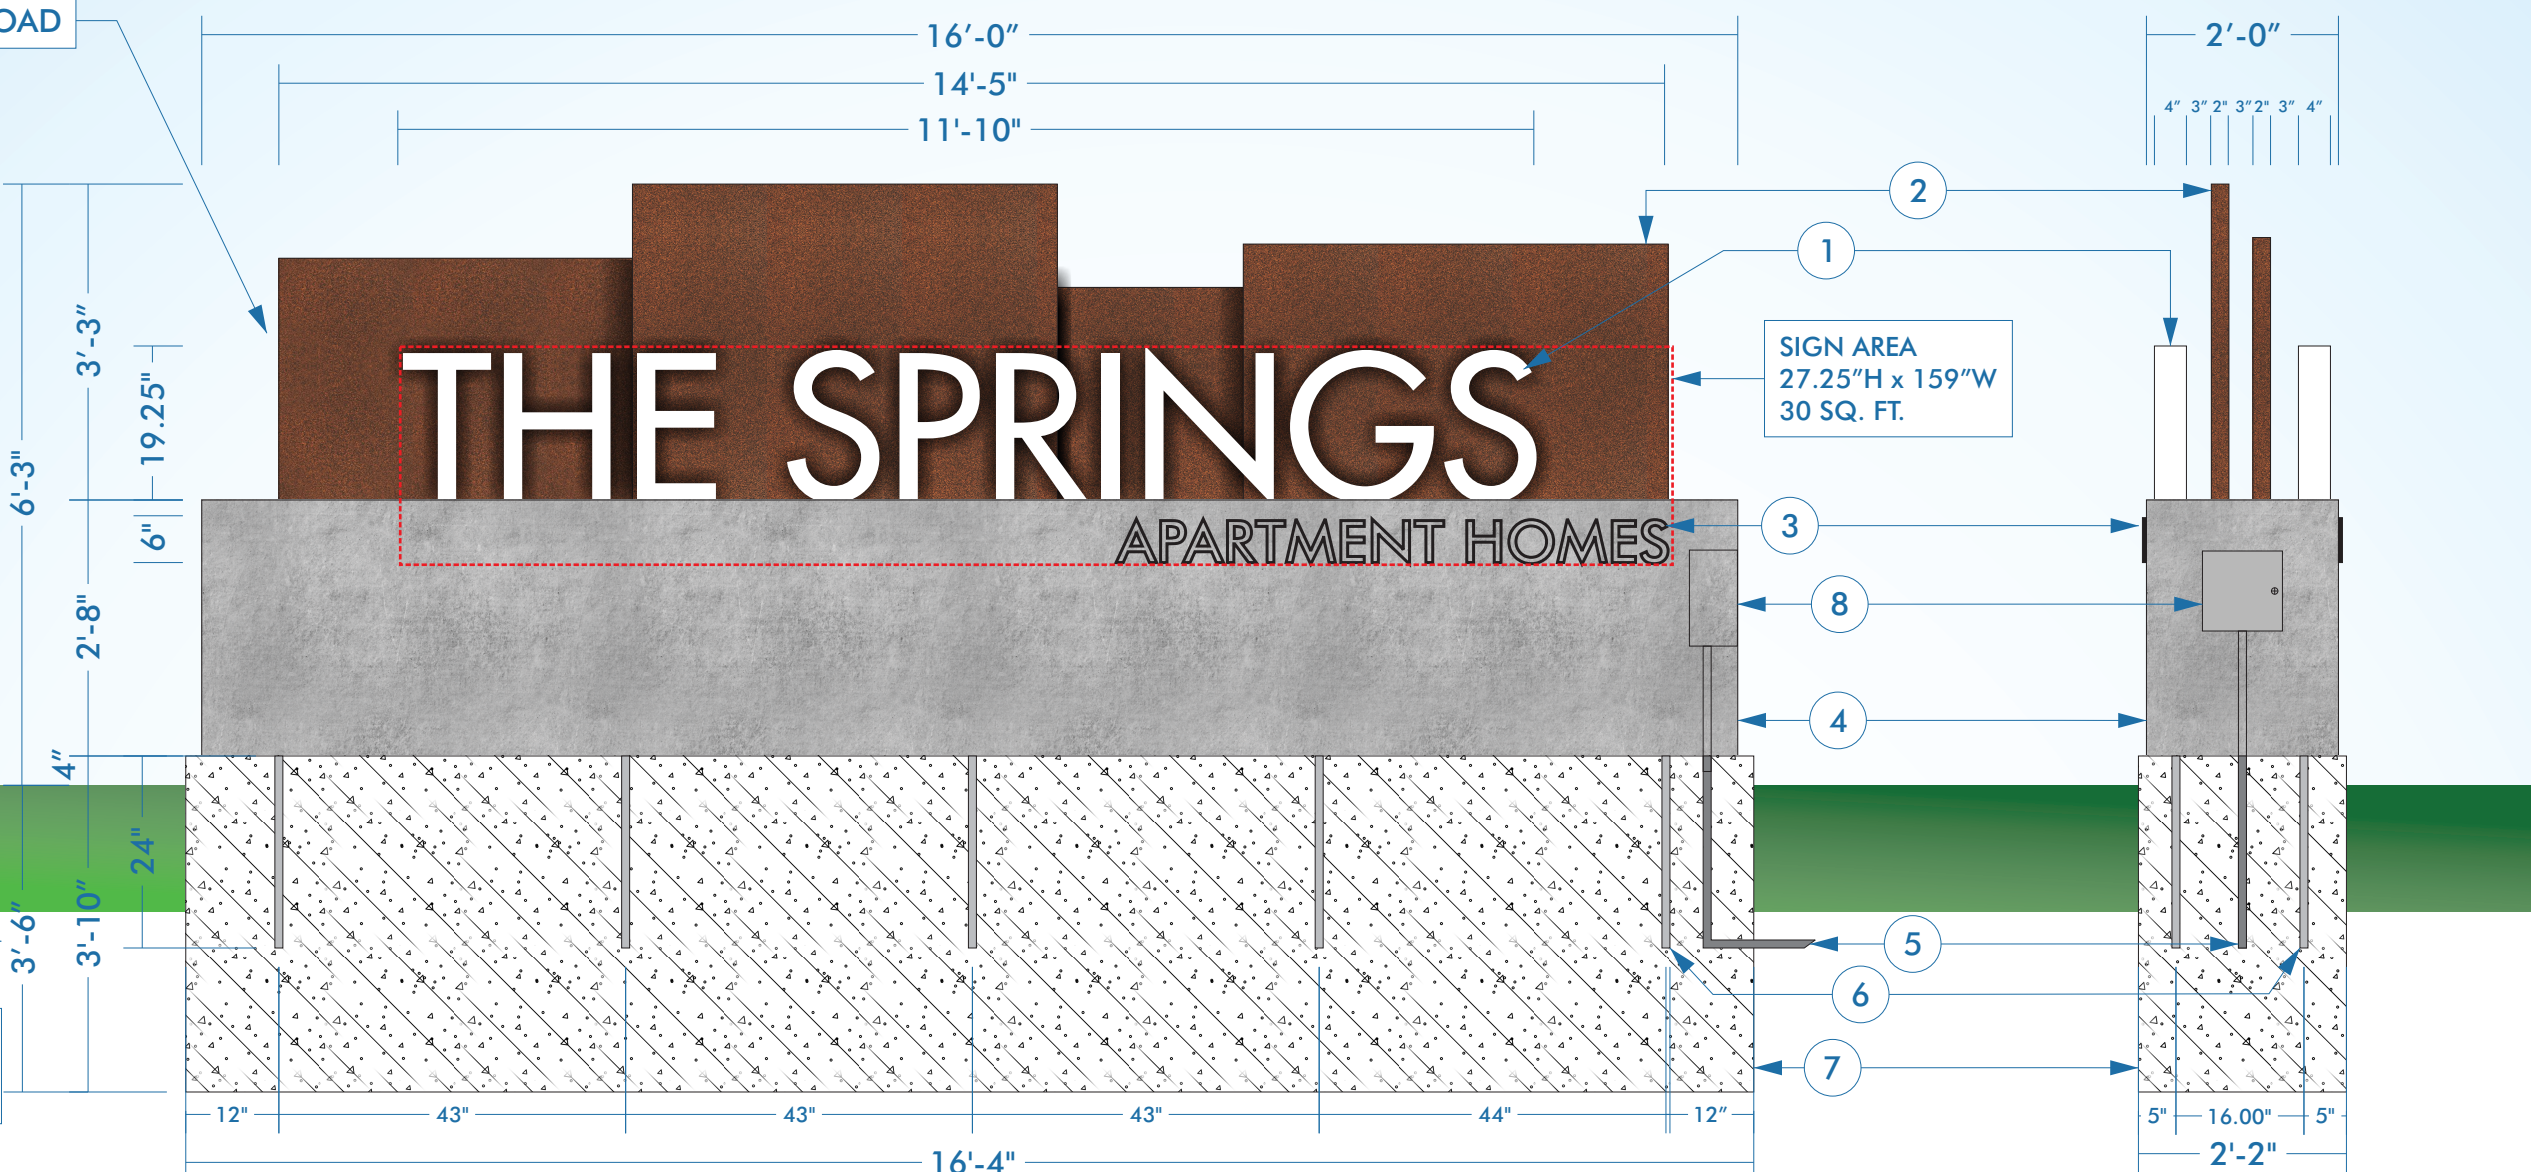 OAD
16’-0”
2’-0”
14'-5"
11'-10"
4” 3” 2" 3” 2" 3” 4”
2
1
THE SPRINGS
SIGN AREA
27.25”H x 159”W
30 SQ. FT.
APARTMENT HOMES
3
8
4
5
6
7
6'-3"
3’-3”
19.25"
6"
2'-8"
4”
24"
3’-6”
3'-10”
12" 43" 43" 43" 44" 12”
5" 16.00" 5"
16'-4"
2'-2"